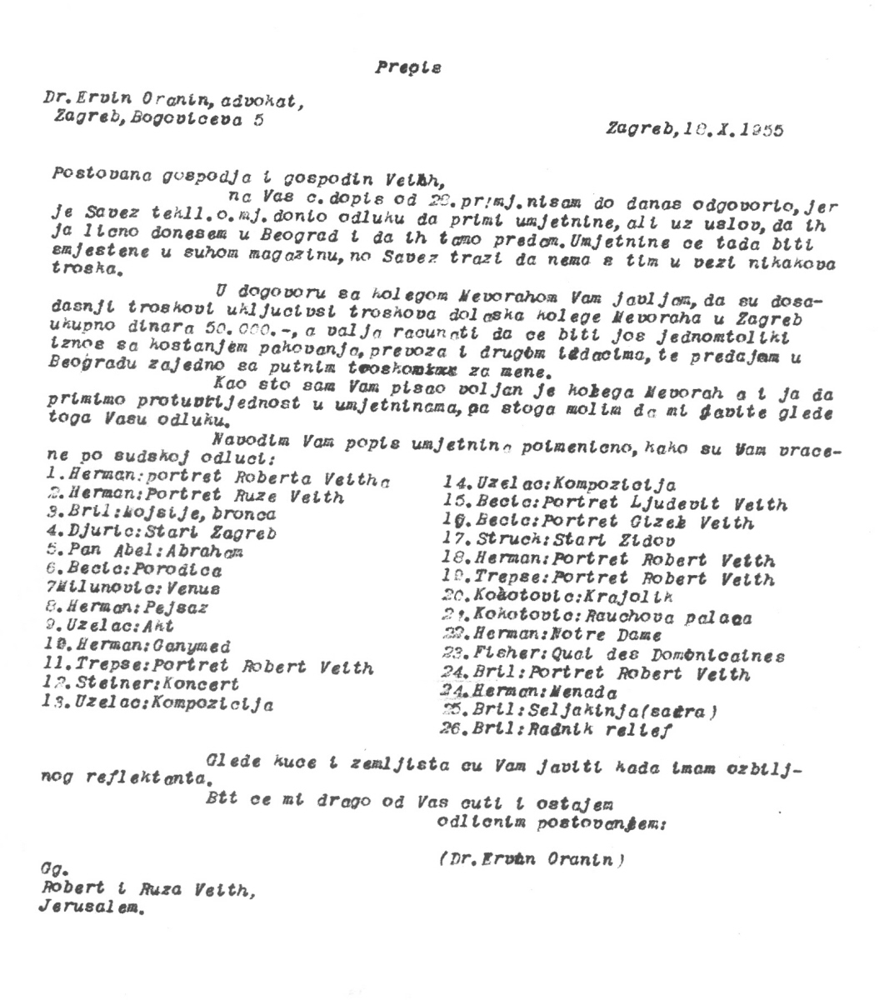 Prepis
Dr.Ervin Oranin,advokat,
Zagreb,Bogoviceva 5
Zagreb,18.X.1955
Postovana gospodja i gospodin Veith,
na Vas c.dopis od 29.pr.mj.nisam do danas odgovorio,jer
je Savez tek11.o.mj.donio odluku da primi umjetnine,ali uz uslov,da ih
ja licno donesem u Beograd i da ih tamo predam.Umjetnine ce tada biti
smjestene u suhom magazinu,no Savez trazi da nema s tim u vezi nikakova
troska.
U dogovoru sa kolegom Nevorahom Vam javljam,da su dosa-
dasnji troskovi ukljucivsi troskova dolaska kolege Nevoraha u Zagreb
ukupno dinara 50.000.-,a valja racunati da ce biti jos jednomtoliki
iznos sa kostanjem pakovanja,prevoza i drugom izdacima,te predajam u
Beogradu zajedno sa putnim troskom za mene.
Kao sto sam Vam pisao voljan je kolega Nevorah a i ja da
primimo protuvrijednost u umjetninama,pa stoga molim da mi javite glede
toga Vasu odluku.
Navodim Vam popis umjetnina poimenicno,kako su Vam vrace-
ne po sudskoj odluci:
1.Herman:portret Roberta Veitha
2.Herman:Portret Ruze Veith
3.Bril:Mojsije,bronca
4.Djuric:Stari Zagreb
5.Pan Abel:Abraham
6.Becic:Porodica
7Milunovic:Venus
8.Herman:Pejsaz
9.Uzelac:Akt
10.Herman:Ganymed
11.Trepse:Portret Robert Veith
12.Steiner:Koncert
13.Uzelac:Kompozicija
14.Uzelac:Kompozicija
15.Becic:Portret Ljudevit Veith
16.Becic:Portret Gizek Veith
17.Struck:Stari Zidov
18.Herman:Portret Robert Veith
19.Trepse:Portret Robert Veith
20.Kokotovic:Krajolik
21.Kokotovic:Rauchova palaca
22.Herman:Notre Dame
23.Fisher:Quai des Domonicaines
24.Bril:Portret Robert Veith
24.Herman:Menada
25.Bril:Seljakinja(sadra)
26.Bril:Radnik relief
Glede kuce i zemljista cu Vam javiti kada imam ozbilj-
nog reflektanta.
Bit ce mi drago od Vas cuti i ostajem
odlicnim postovanjem:
(Dr.Ervin Oranin)
Gg.
Robert i Ruza Veith,
Jerusalem.